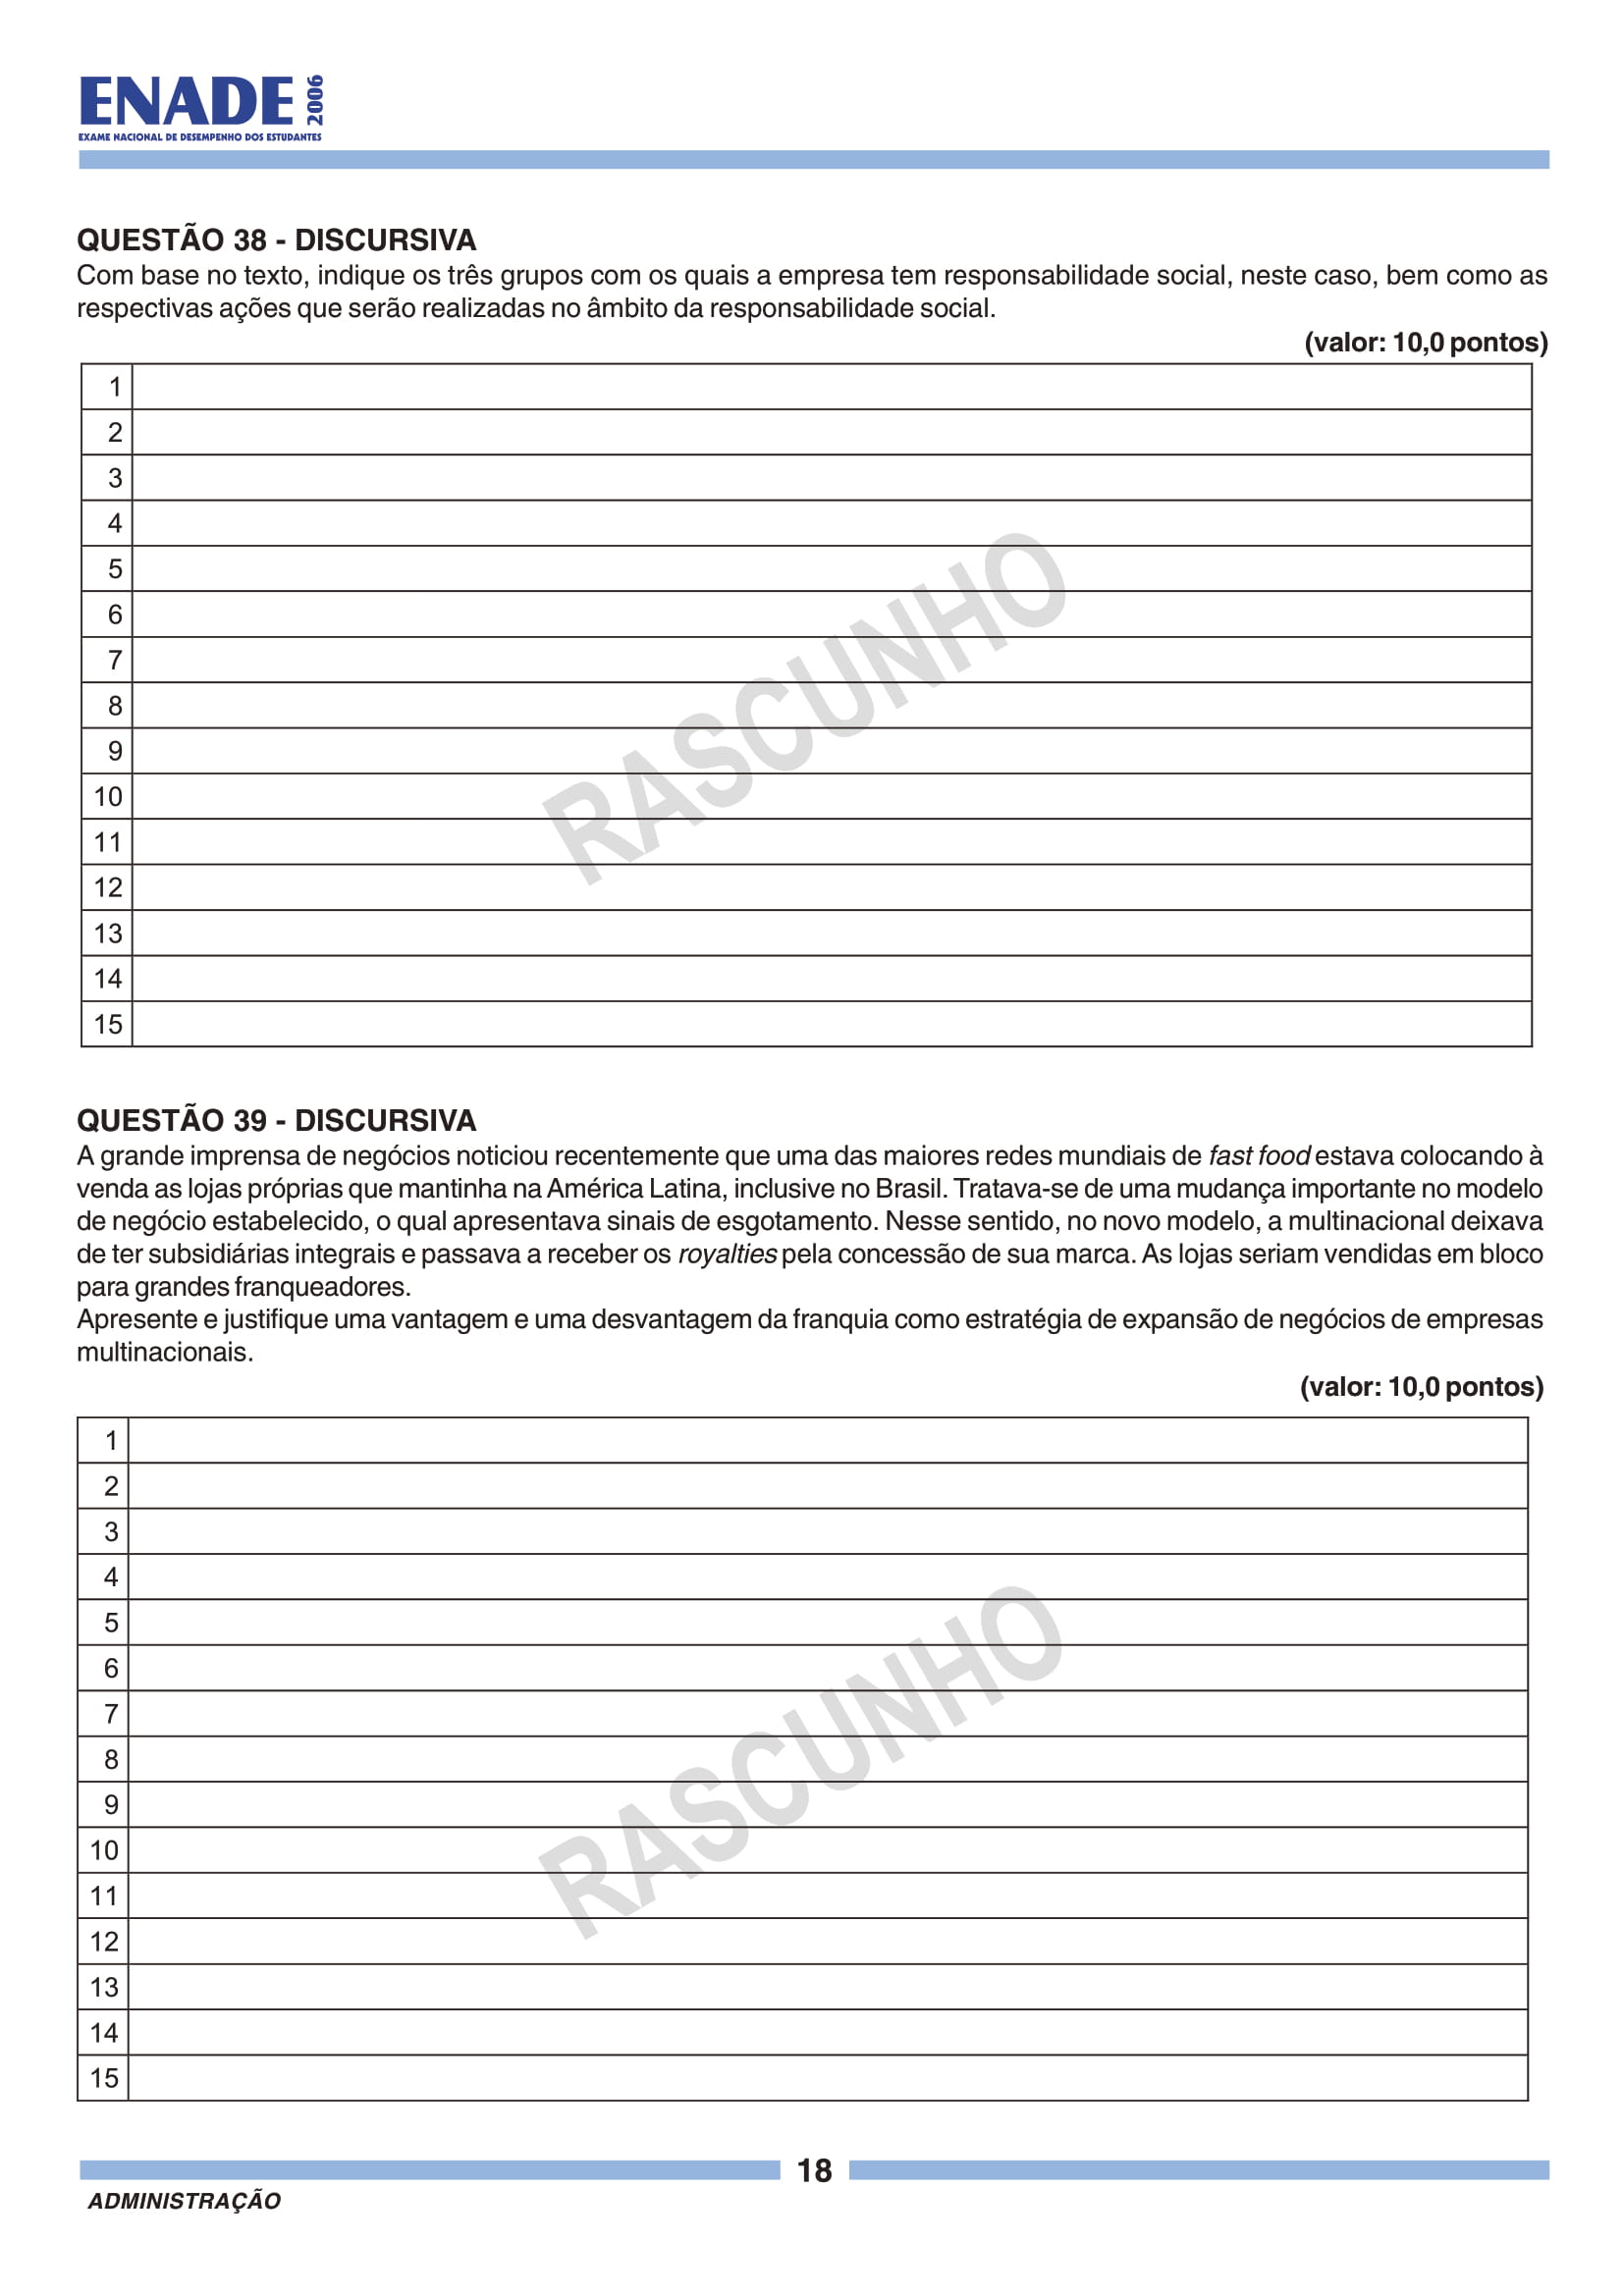 ENADE 2006
EXAME NACIONAL DE DESEMPENHO DOS ESTUDANTES
QUESTÃO 38 - DISCURSIVA
Com base no texto, indique os três grupos com os quais a empresa tem responsabilidade social, neste caso, bem como as
respectivas ações que serão realizadas no âmbito da responsabilidade social.
(valor: 10,0 pontos)
1
2
3
4
5
6
7
8
9
10
11
12
13
14
15
RASCUNHO
QUESTÃO 39 - DISCURSIVA
A grande imprensa de negócios noticiou recentemente que uma das maiores redes mundiais de fast food estava colocando à
venda as lojas próprias que mantinha na América Latina, inclusive no Brasil. Tratava-se de uma mudança importante no modelo
de negócio estabelecido, o qual apresentava sinais de esgotamento. Nesse sentido, no novo modelo, a multinacional deixava
de ter subsidiárias integrais e passava a receber os royalties pela concessão de sua marca. As lojas seriam vendidas em bloco
para grandes franqueadores.
Apresente e justifique uma vantagem e uma desvantagem da franquia como estratégia de expansão de negócios de empresas
multinacionais.
(valor: 10,0 pontos)
1
2
3
4
5
6
7
8
9
10
11
12
13
14
15
RASCUNHO
18
ADMINISTRAÇÃO